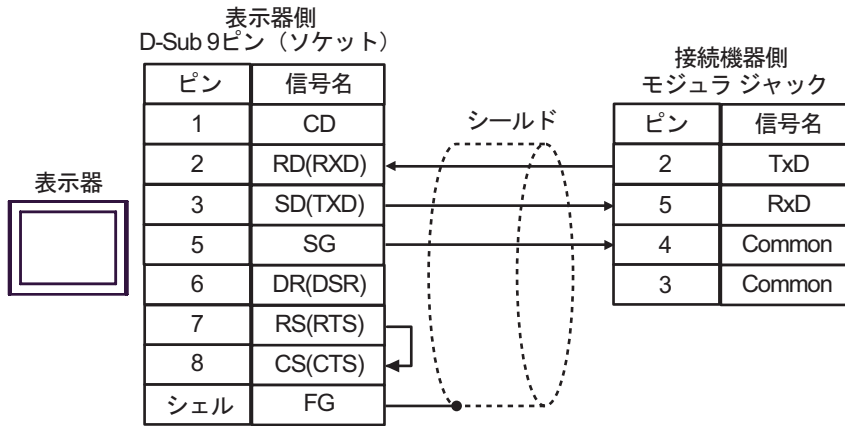 表示器側
D-Sub 9ピン（ソケット）
接続機器側
モジュラ ジャック
表示器
シールド
ピン 信号名
1 CD
2 RD(RXD)
3 SD(TXD)
5 SG
6 DR(DSR)
7 RS(RTS)
8 CS(CTS)
シェル FG
ピン 信号名
2 TxD
5 RxD
4 Common
3 Common